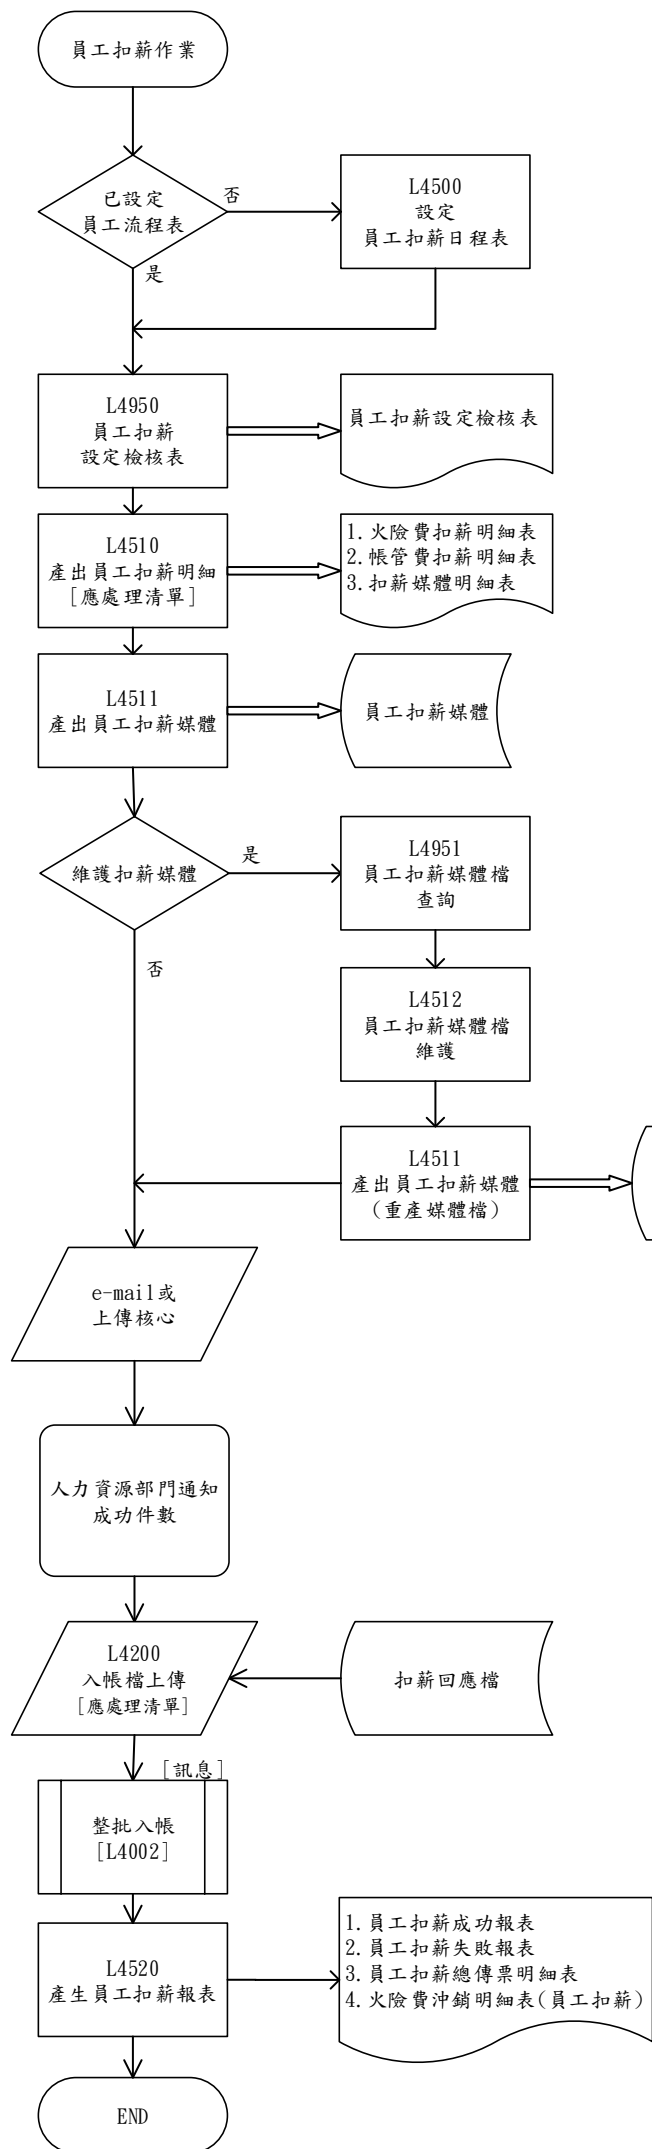 員工扣薪作業
已設定
員工流程表
否
是
L4500
設定
員工扣薪日程表
L4950
員工扣薪
設定檢核表
員工扣薪設定檢核表
L4510
產出員工扣薪明細
[應處理清單]
1.火險費扣薪明細表
2.帳管費扣薪明細表
3.扣薪媒體明細表
L4511
產出員工扣薪媒體
員工扣薪媒體
維護扣薪媒體
是
否
L4951
員工扣薪媒體檔
查詢
L4512
員工扣薪媒體檔
維護
L4511
產出員工扣薪媒體
(重產媒體檔)
e-mail或
上傳核心
人力資源部門通知
成功件數
L4200
入帳檔上傳
[應處理清單]
扣薪回應檔
[訊息]
整批入帳
[L4002]
L4520
產生員工扣薪報表
1.員工扣薪成功報表
2.員工扣薪失敗報表
3.員工扣薪總傳票明細表
4.火險費沖銷明細表(員工扣薪)
END